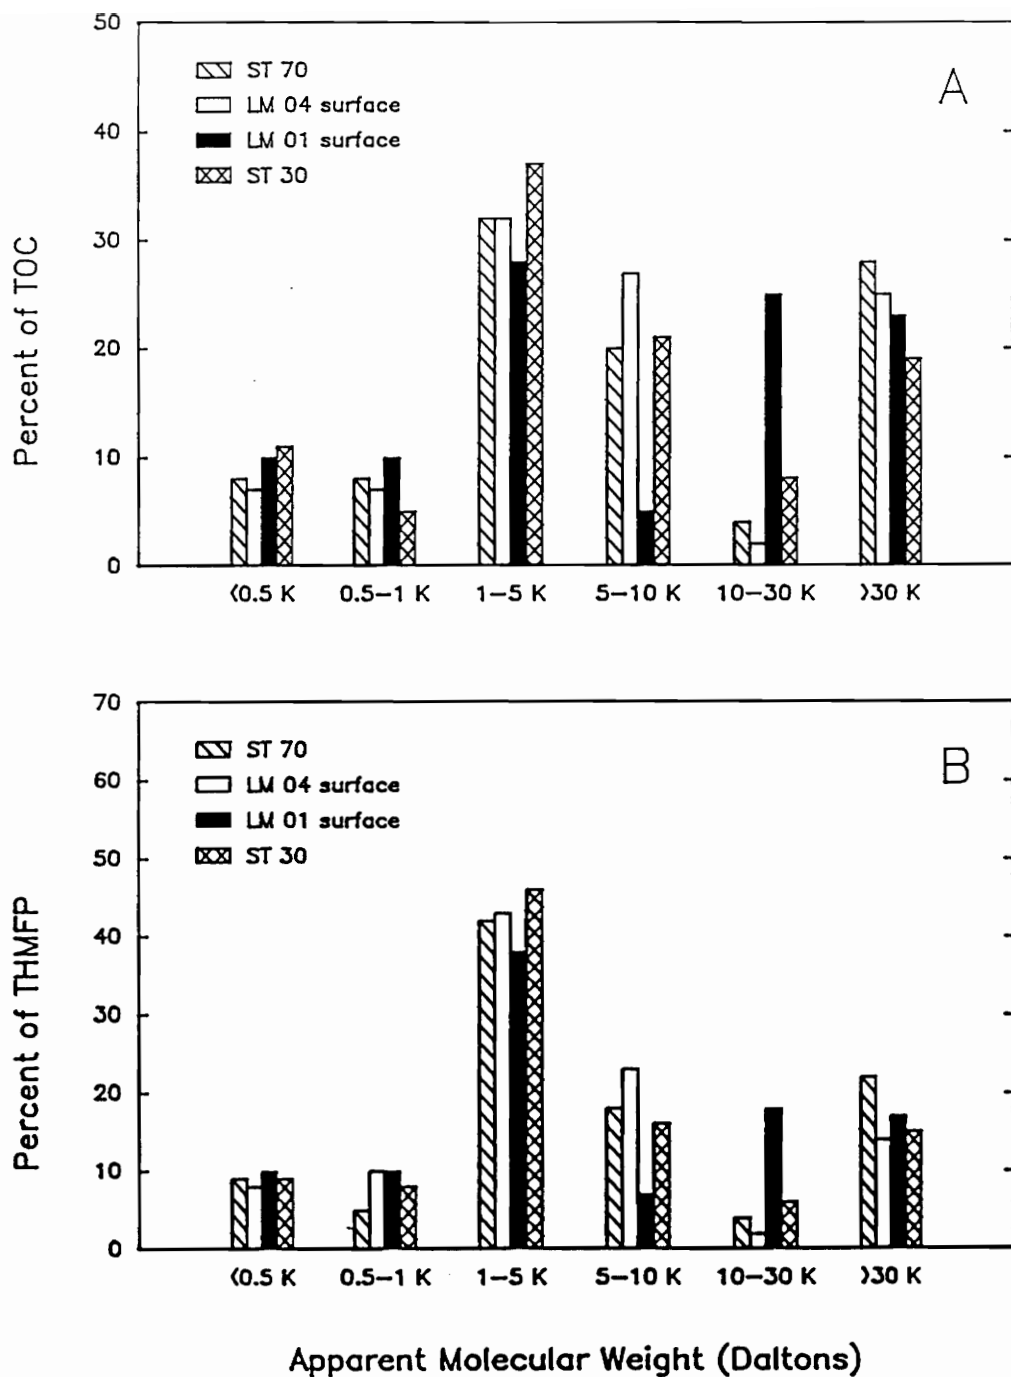 50
40
30
20
10
0
Percent of TOC
ST 70
LM 04 surface
LM 01 surface
ST 30
A
<0.5 K 0.5-1 K 1-5 K 5-10 K 10-30 K >30 K
70
60
50
40
30
20
10
0
Percent of THMFP
ST 70
LM 04 surface
LM 01 surface
ST 30
B
<0.5 K 0.5-1 K 1-5 K 5-10 K 10-30 K >30 K
Apparent Molecular Weight (Daltons)